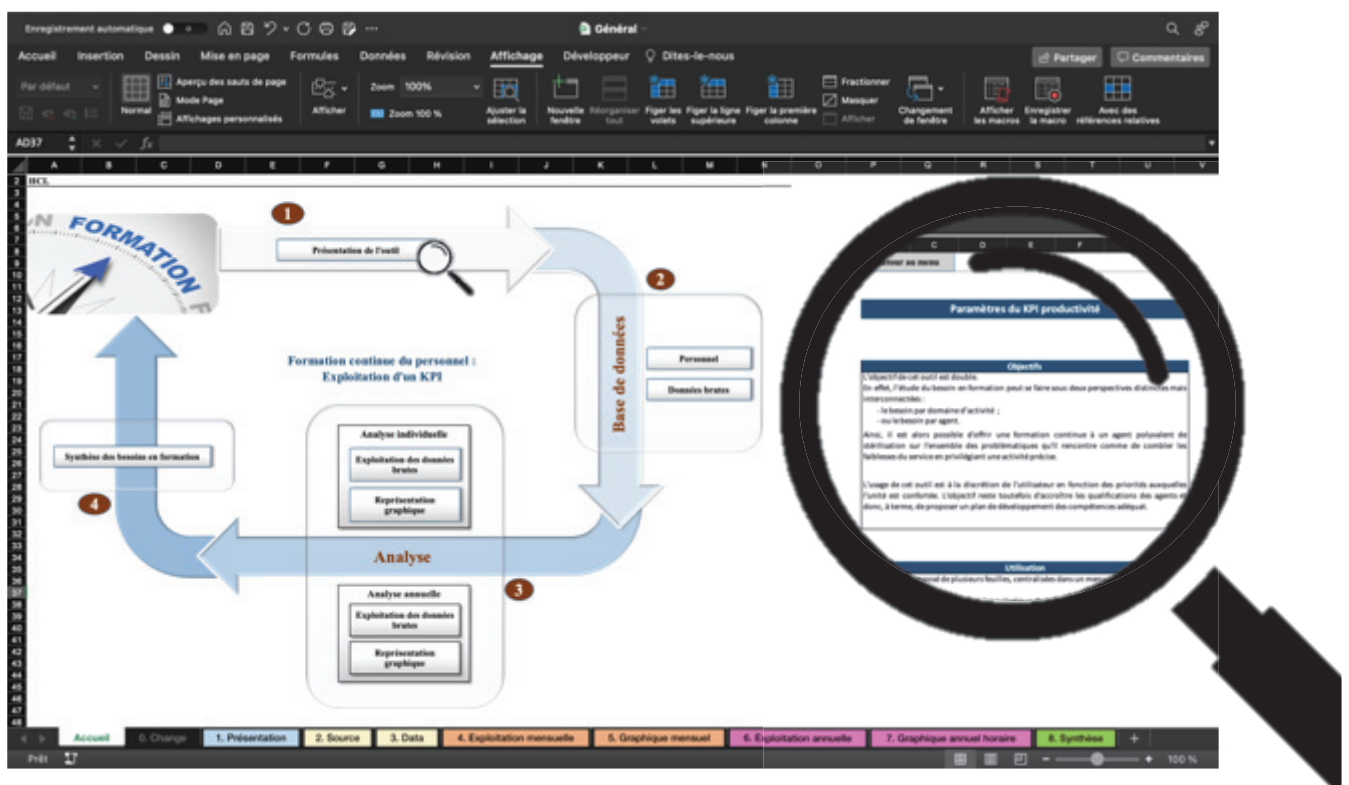 Enregistrement automatique
Général
Accueil Insertion Dessin Mise en page Formules Données Révision Affichage Développeur Dites-le-nous
Partager Commentaires
Par défaut
Normal
Aperçu des sauts de page
Mode Page
Affichages personnalisés
Afficher
Zoom 100%
Zoom 100 %
Ajuster la sélection
Nouvelle fenêtre
Réorganiser tout
Figer les volets
Figer la ligne supérieure
Figer la première colonne
Fractionner
Masquer
Afficher
Changement de fenêtre
Afficher les macros
Enregistrer la macro
Avec des références relatives
AD37 fx
A B C D E F G H I J K L M N O P Q R S T U V
HCL
FORMATION
1
Présentation de l'outil
2
Base de données
Personnel
Données brutes
Formation continue du personnel :
Exploitation d'un KPI
Analyse individuelle
Exploitation des données
brutes
Représentation
graphique
Synthèse des besoins en formation
4
Analyse
3
Analyse annuelle
Exploitation des données
brutes
Représentation
graphique
C D E F
au menu
Paramètres du KPI productivité
Objectifs
L'objectif de cet outil est double.
En effet, l'étude du besoin en formation peut se faire sous deux perspectives distinctes mais
interconnectées :
- le besoin par domaine d'activité ;
- ou le besoin par agent.
Ainsi, il est alors possible d'offrir une formation continue à un agent polyvalent de
stérilisation sur l'ensemble des problématiques qu'il rencontre comme de combler les
faiblesses du service en privilégiant une activité précise.
L'usage de cet outil est à la discrétion de l'utilisateur en fonction des priorités auxquelles
l'unité est confortée. L'objectif reste toutefois d'accroître les qualifications des agents et
donc, à terme, de proposer un plan de développement des compétences adéquat.
Utilisation
de plusieurs feuilles, centralisées dans un menu
Accueil 0. Change 1. Présentation 2. Source 3. Data 4. Exploitation mensuelle 5. Graphique mensuel 6. Exploitation annuelle 7. Graphique annuel horaire 8. Synthèse +
Prêt
100 %